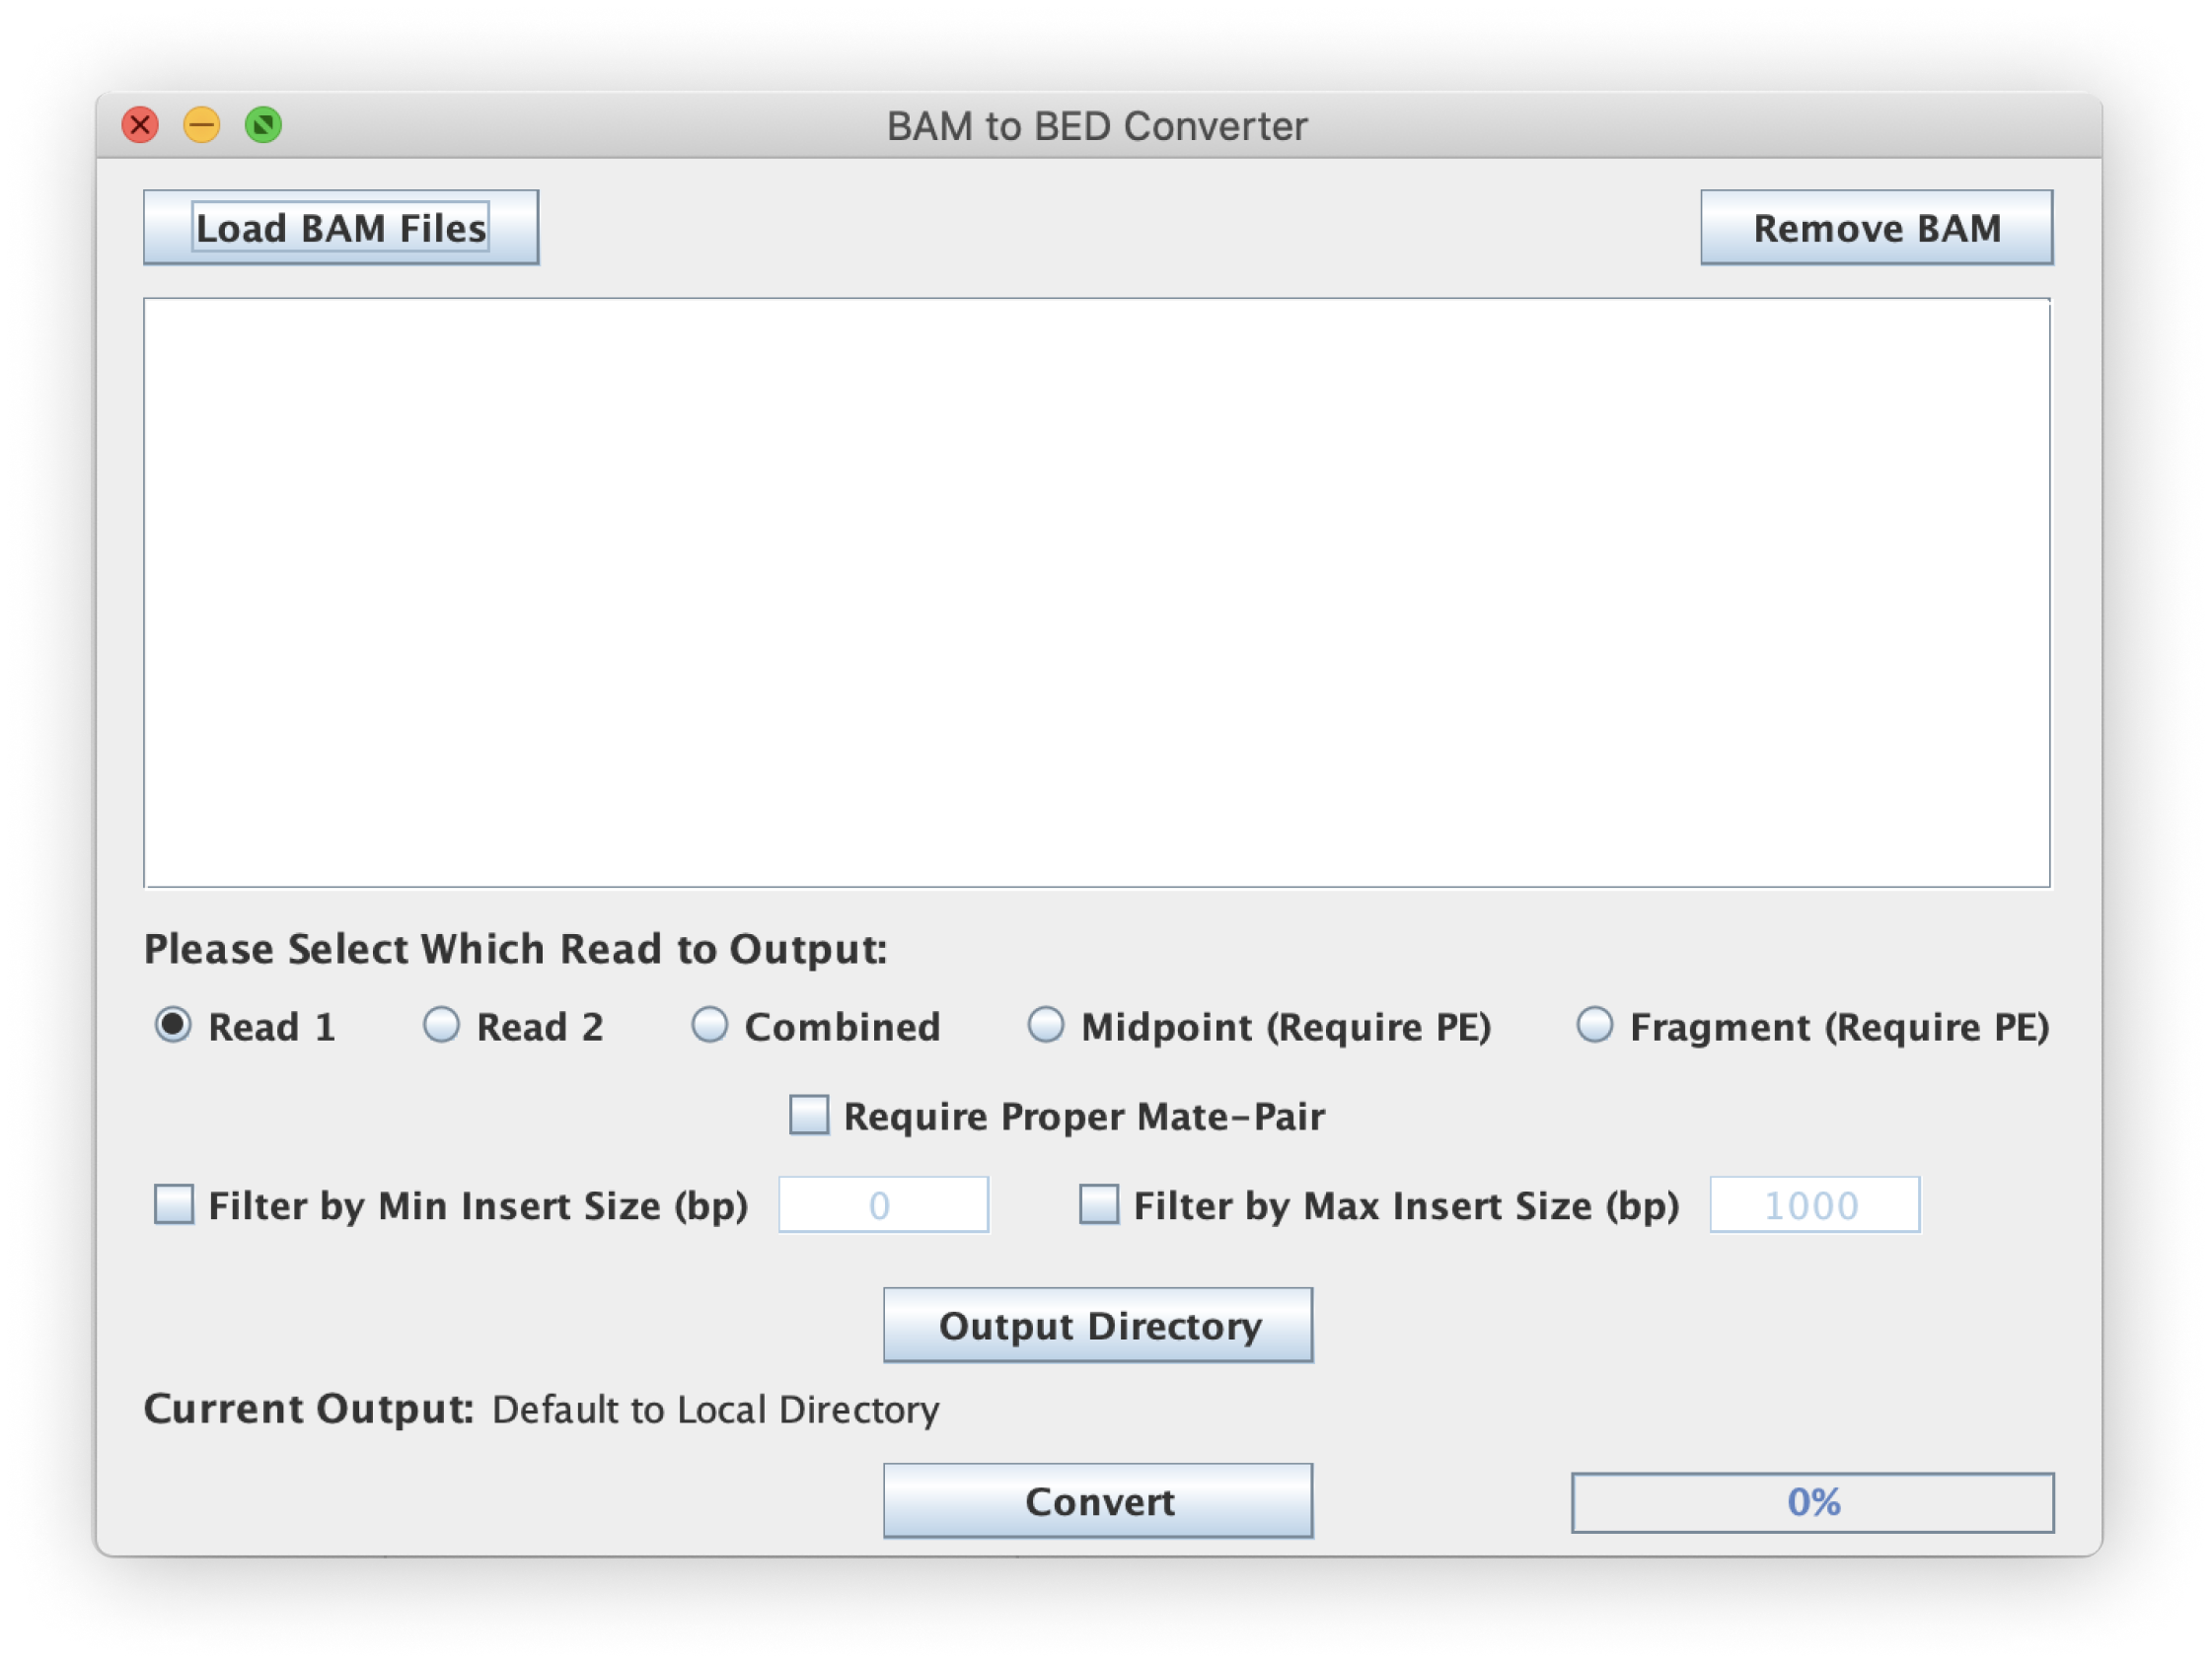 BAM to BED Converter
Load BAM Files
Remove BAM
Please Select Which Read to Output:
Read 1 Read 2 Combined Midpoint (Require PE) Fragment (Require PE)
Require Proper Mate-Pair
Filter by Min Insert Size (bp) 0 Filter by Max Insert Size (bp) 1000
Output Directory
Current Output: Default to Local Directory
Convert
0%